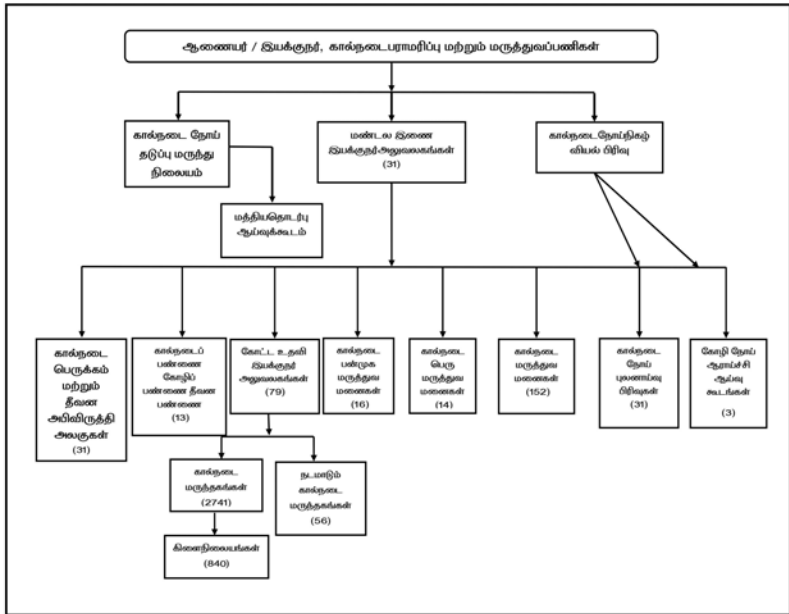 ஆணையர் / இயக்குநர், கால்நடைபராமரிப்பு மற்றும் மருத்துவப்பணிகள்
கால்நடை நோய்
தடுப்பு மருந்து
நிலையம்
மண்டல இணை
இயக்குநர்அலுவலகங்கள்
(31)
கால்நடைநோய்நிகழ்
வியல் பிரிவு
மத்தியதொடர்பு
ஆய்வுக்கூடம்
கால்நடை
பெருக்கம்
மற்றும்
தீவன
அபிவிருத்தி
அலகுகள்
(31)
கால்நடைப்
பண்ணை
கோழிப்
பண்ணை தீவன
பண்ணை
(13)
கோட்ட உதவி
இயக்குநர்
அலுவலகங்கள்
(79)
கால்நடை
பன்முக
மருத்துவ
மனைகள்
(16)
கால்நடை
பெரு
மருத்துவ
மனைகள்
(14)
கால்நடை
மருத்துவ
மனைகள்
(152)
கால்நடை
நோய்
புலனாய்வு
பிரிவுகள்
(31)
கோழி நோய்
ஆராய்ச்சி
ஆய்வு
கூடங்கள்
(3)
கால்நடை
மருந்தகங்கள்
(2741)
நடமாடும்
கால்நடை
மருந்தகங்கள்
(56)
கிளைநிலையங்கள்
(840)